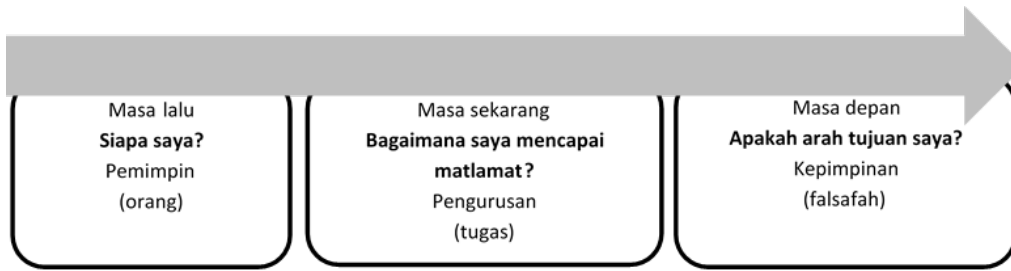 Masa lalu
Siapa saya?
Pemimpin
(orang)
Masa sekarang
Bagaimana saya mencapai
matlamat?
Pengurusan
(tugas)
Masa depan
Apakah arah tujuan saya?
Kepimpinan
(falsafah)